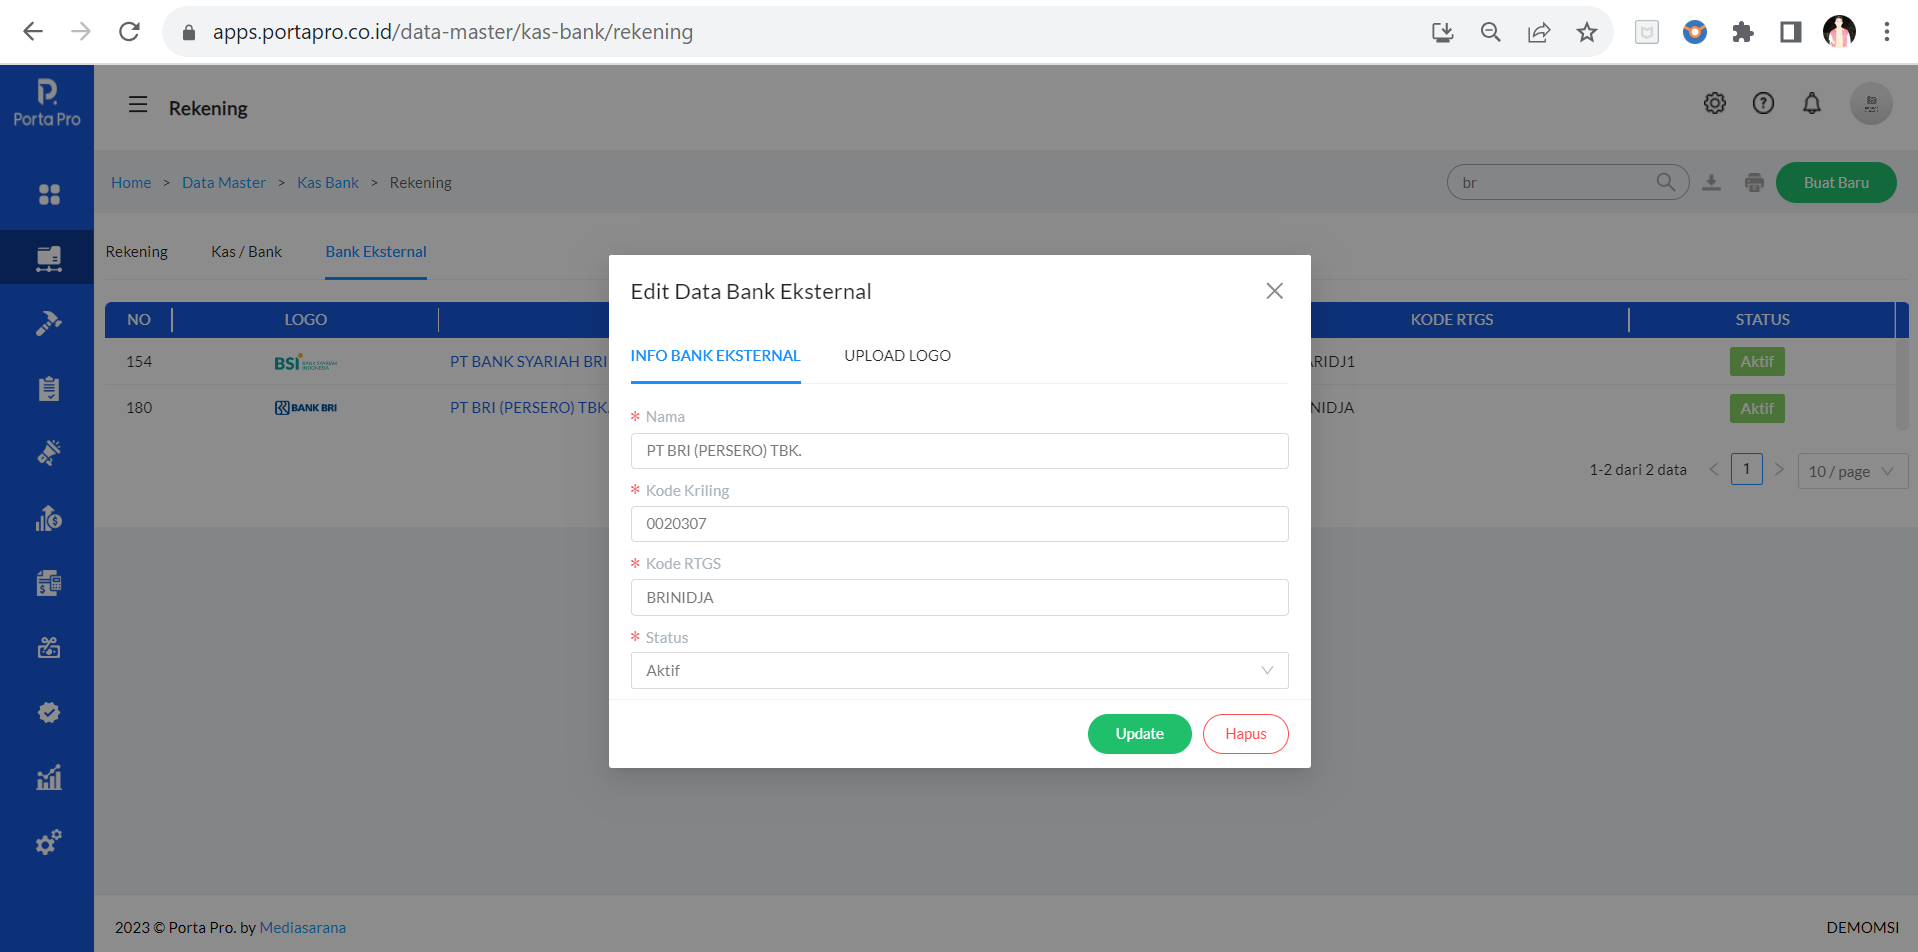 apps.portapro.co.id/data-master/kas-bank/rekening
Porta Pro
Rekening
Home > Data Master > Kas Bank > Rekening
br
Buat Baru
Rekening Kas / Bank Bank Eksternal
NO LOGO KODE RTGS STATUS
154 BSI BANK SYARIAH INDONESIA PT BANK SYARIAH BRI ARIDJ1 Aktif
180 BANK BRI PT BRI (PERSERO) TBK. NIDJA Aktif
1-2 dari 2 data < 1 > 10 / page
Edit Data Bank Eksternal
INFO BANK EKSTERNAL UPLOAD LOGO
* Nama
PT BRI (PERSERO) TBK.
* Kode Kriling
0020307
* Kode RTGS
BRINIDJA
* Status
Aktif
Update Hapus
2023 © Porta Pro. by Mediasarana
DEMOMSI